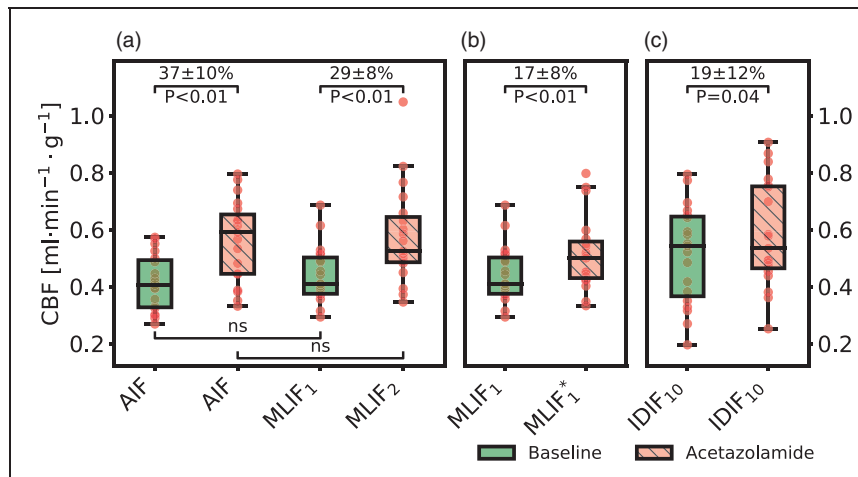 (a)
(b)
(c)
37±10%
P<0.01
29±8%
P<0.01
17±8%
P<0.01
19±12%
P=0.04
CBF [ml·min⁻¹·g⁻¹]
1.0
0.8
0.6
0.4
0.2
1.0
0.8
0.6
0.4
0.2
ns
ns
AIF
AIF
MLIF₁
MLIF₂
MLIF₁
MLIF₁*
IDIF₁₀
IDIF₁₀
Baseline
Acetazolamide